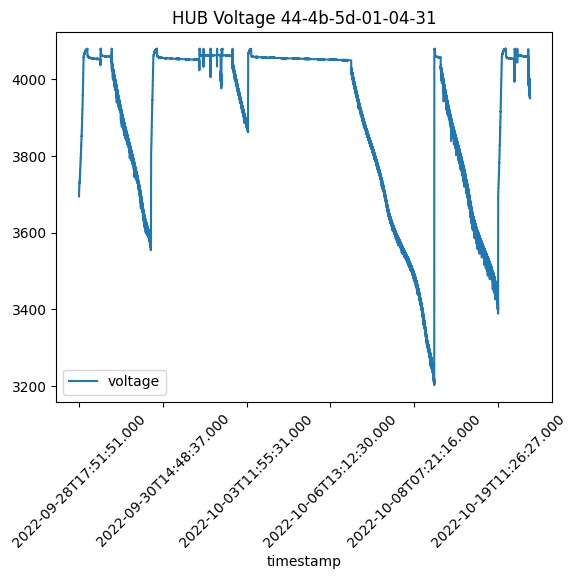 HUB Voltage 44-4b-5d-01-04-31
4000
3800
3600
3400
3200
voltage
2022-09-28T17:51:51.000
2022-09-30T14:48:37.000
2022-10-03T11:55:31.000
2022-10-06T13:12:30.000
2022-10-08T07:21:16.000
2022-10-19T11:26:27.000
timestamp